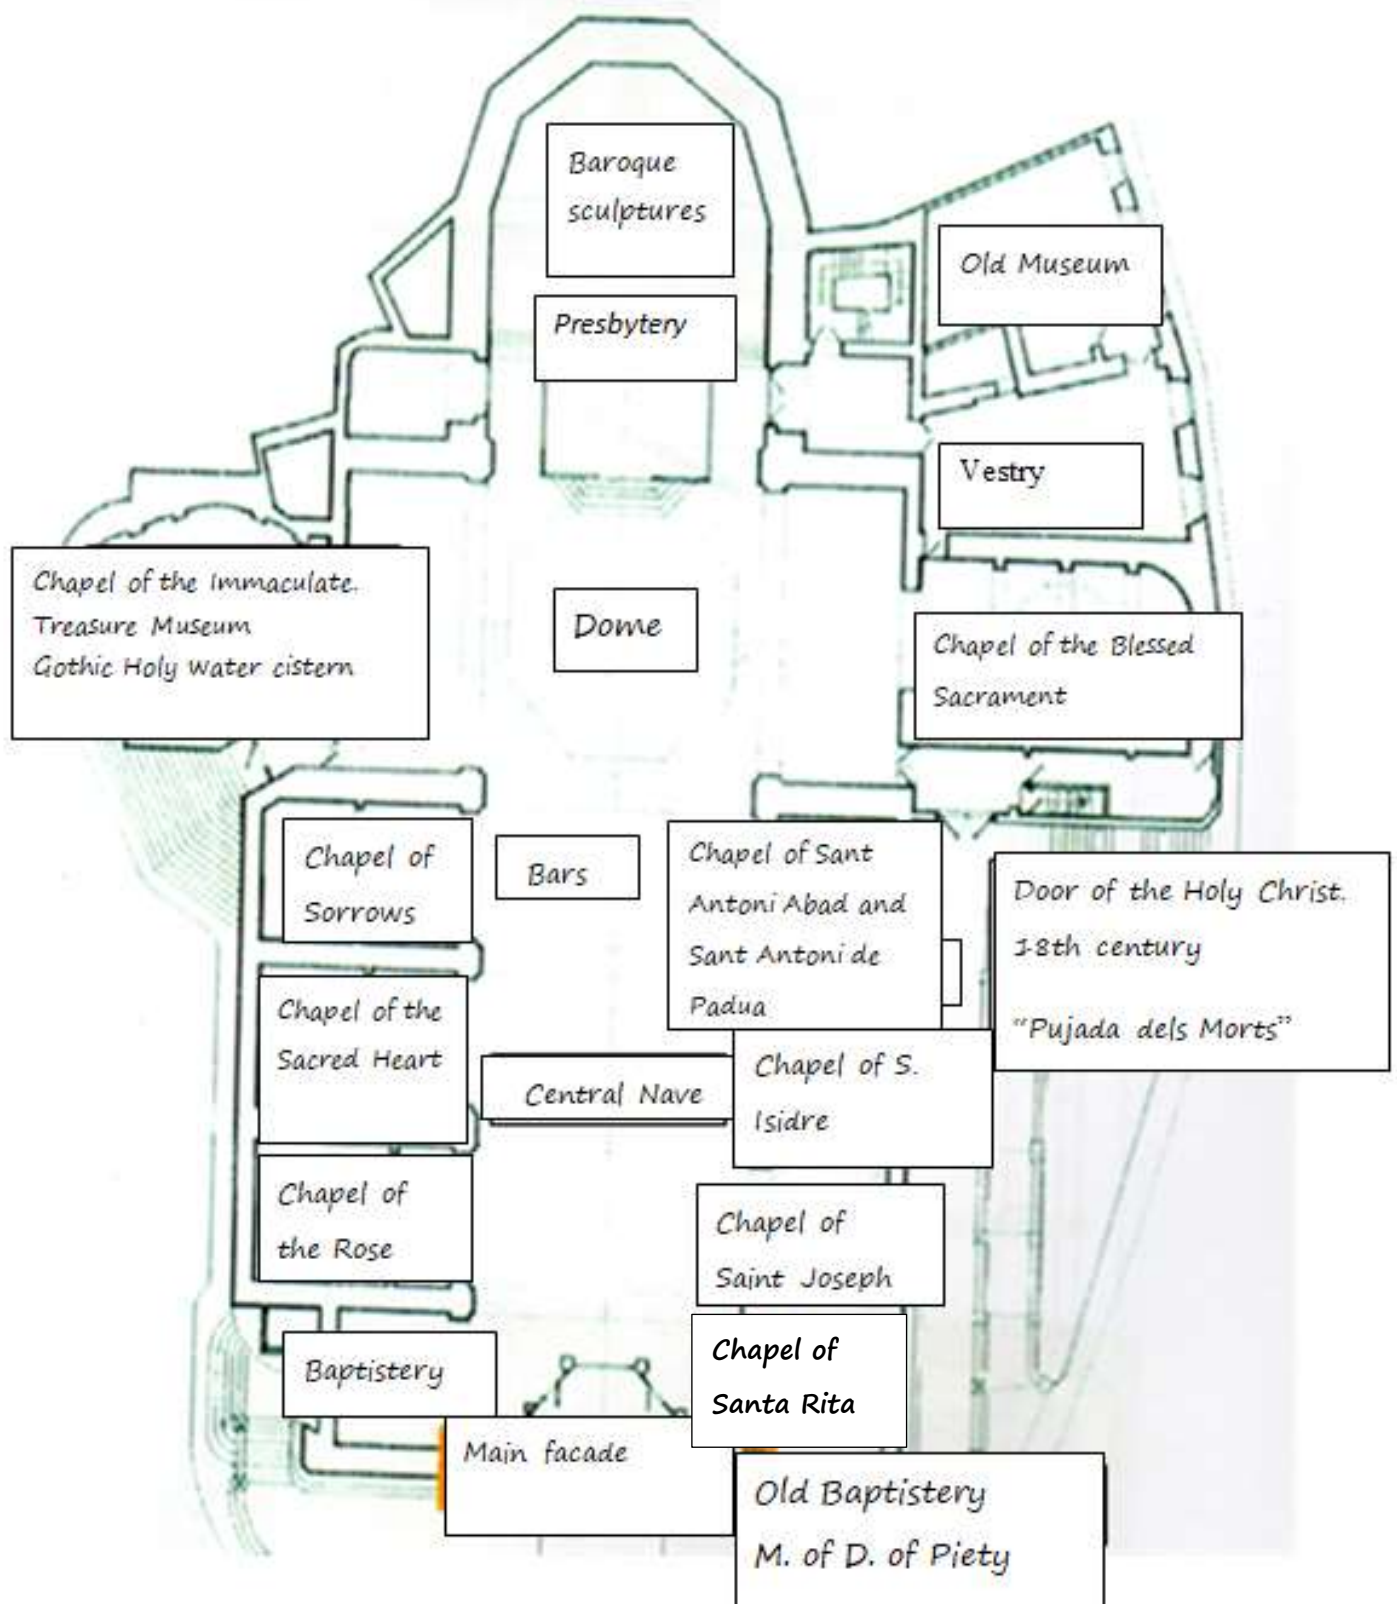 Baroque
sculptures
Presbytery
Old Museum
Vestry
Chapel of the Immaculate.
Treasure Museum
Gothic Holy Water cistern
Dome
Chapel of the Blessed
Sacrament
Chapel of
Sorrows
Bars
Chapel of Sant
Antoni Abad and
Sant Antoni de
Padua
Door of the Holy Christ.
18th century
“Pujada dels Morts”
Chapel of the
Sacred Heart
Central Nave
Chapel of S.
Isidre
Chapel of
the Rose
Chapel of
Saint Joseph
Baptistery
Chapel of
Santa Rita
Main facade
Old Baptistery
M. of D. of Piety